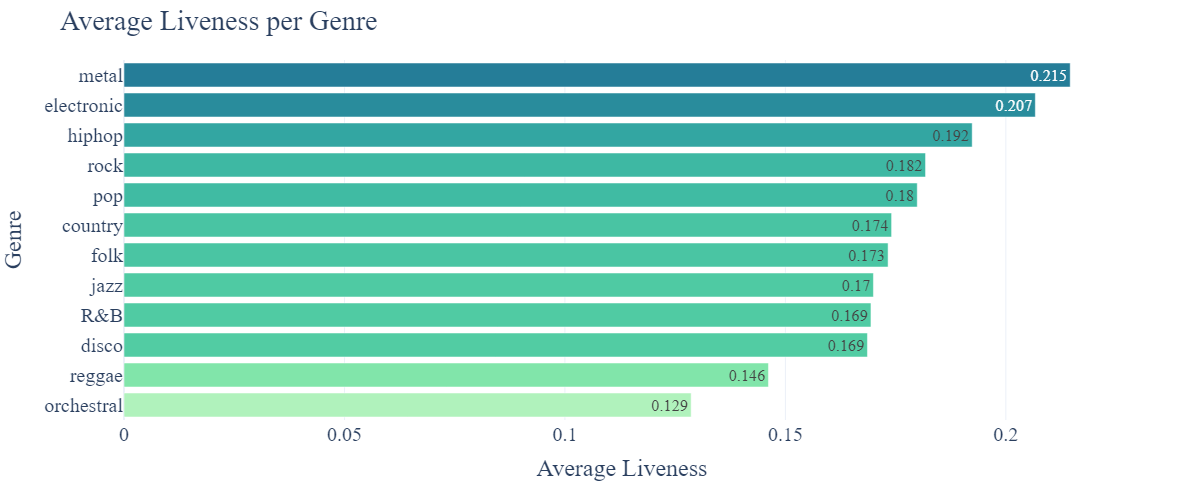 Average Liveness per Genre
Genre
metal 0.215
electronic 0.207
hiphop 0.192
rock 0.182
pop 0.18
country 0.174
folk 0.173
jazz 0.17
R&B 0.169
disco 0.169
reggae 0.146
orchestral 0.129
0 0.05 0.1 0.15 0.2
Average Liveness